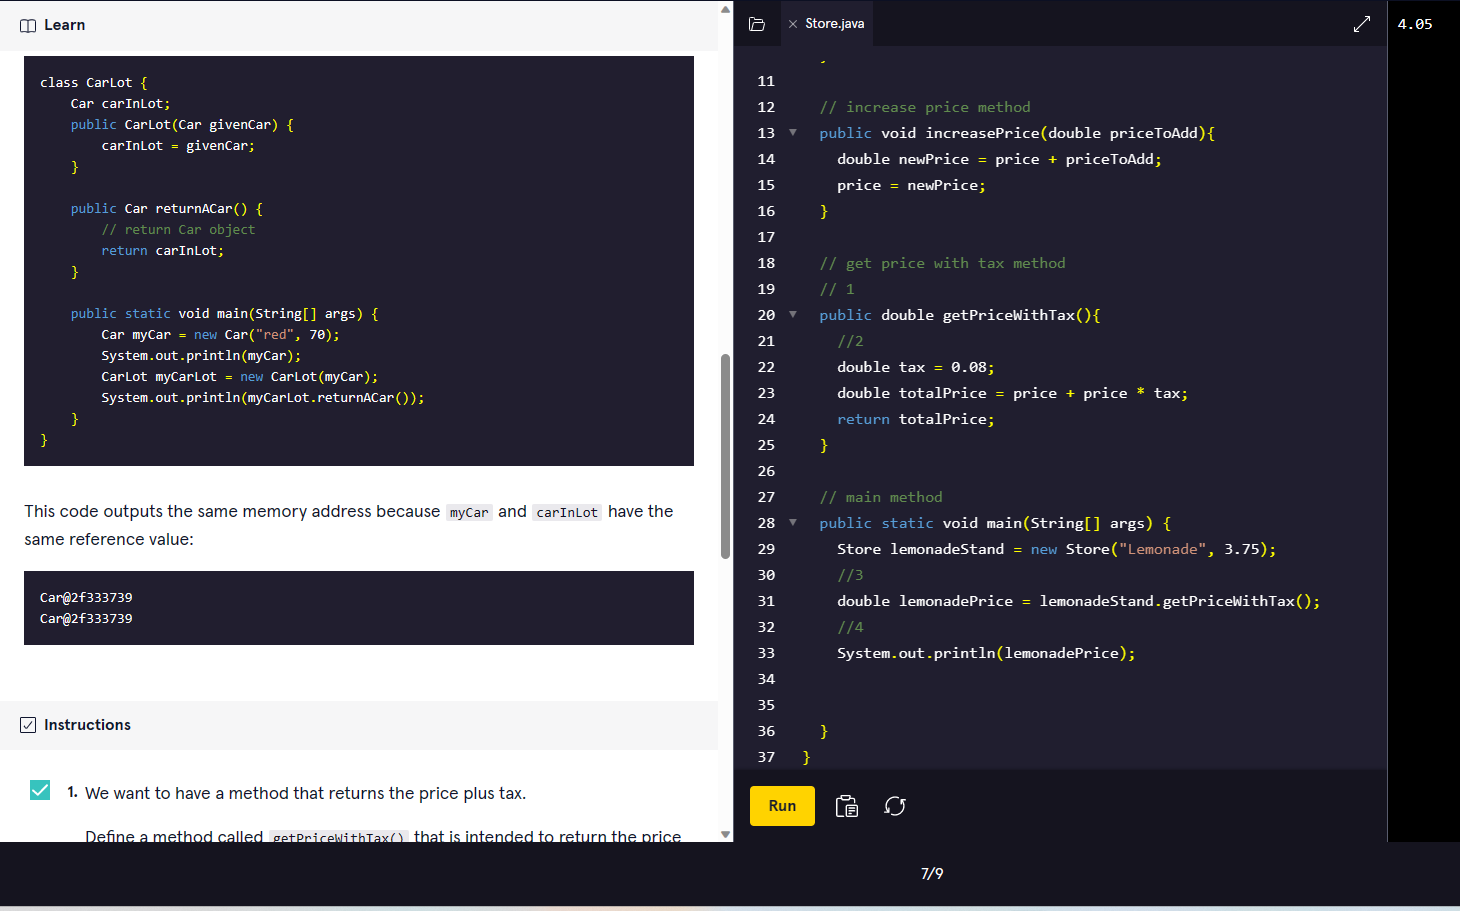 Learn
class CarLot {
    Car carInLot;
    public CarLot(Car givenCar) {
        carInLot = givenCar;
    }

    public Car returnACar() {
        // return Car object
        return carInLot;
    }

    public static void main(String[] args) {
        Car myCar = new Car("red", 70);
        System.out.println(myCar);
        CarLot myCarLot = new CarLot(myCar);
        System.out.println(myCarLot.returnACar());
    }
}
This code outputs the same memory address because myCar and carInLot have the
same reference value:
Car@2f333739
Car@2f333739
Instructions
1. We want to have a method that returns the price plus tax.
Define a method called getPriceWithTax() that is intended to return the price
Store.java
11
12 // increase price method
13 public void increasePrice(double priceToAdd){
14   double newPrice = price + priceToAdd;
15   price = newPrice;
16 }
17
18 // get price with tax method
19 // 1
20 public double getPriceWithTax(){
21   //2
22   double tax = 0.08;
23   double totalPrice = price + price * tax;
24   return totalPrice;
25 }
26
27 // main method
28 public static void main(String[] args) {
29   Store lemonadeStand = new Store("Lemonade", 3.75);
30   //3
31   double lemonadePrice = lemonadeStand.getPriceWithTax();
32   //4
33   System.out.println(lemonadePrice);
34
35
36 }
37 }
Run
4.05
7/9